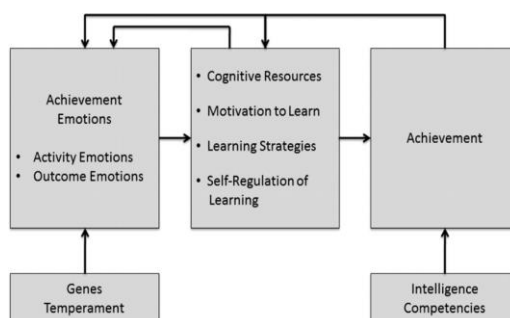 Achievement
Emotions
• Activity Emotions
• Outcome Emotions
• Cognitive Resources
• Motivation to Learn
• Learning Strategies
• Self-Regulation of
Learning
Achievement
Genes
Temperament
Intelligence
Competencies